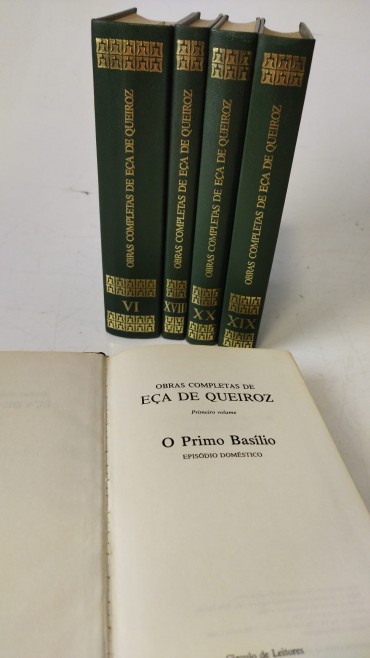 OBRAS COMPLETAS DE EÇA DE QUEIROZ
VI
OBRAS COMPLETAS DE EÇA DE QUEIROZ
XVII
OBRAS COMPLETAS DE EÇA DE QUEIROZ
XX
OBRAS COMPLETAS DE EÇA DE QUEIROZ
XIX
OBRAS COMPLETAS DE
EÇA DE QUEIROZ
Primeiro volume
O Primo Basílio
EPISÓDIO DOMÉSTICO
Círculo de Leitores